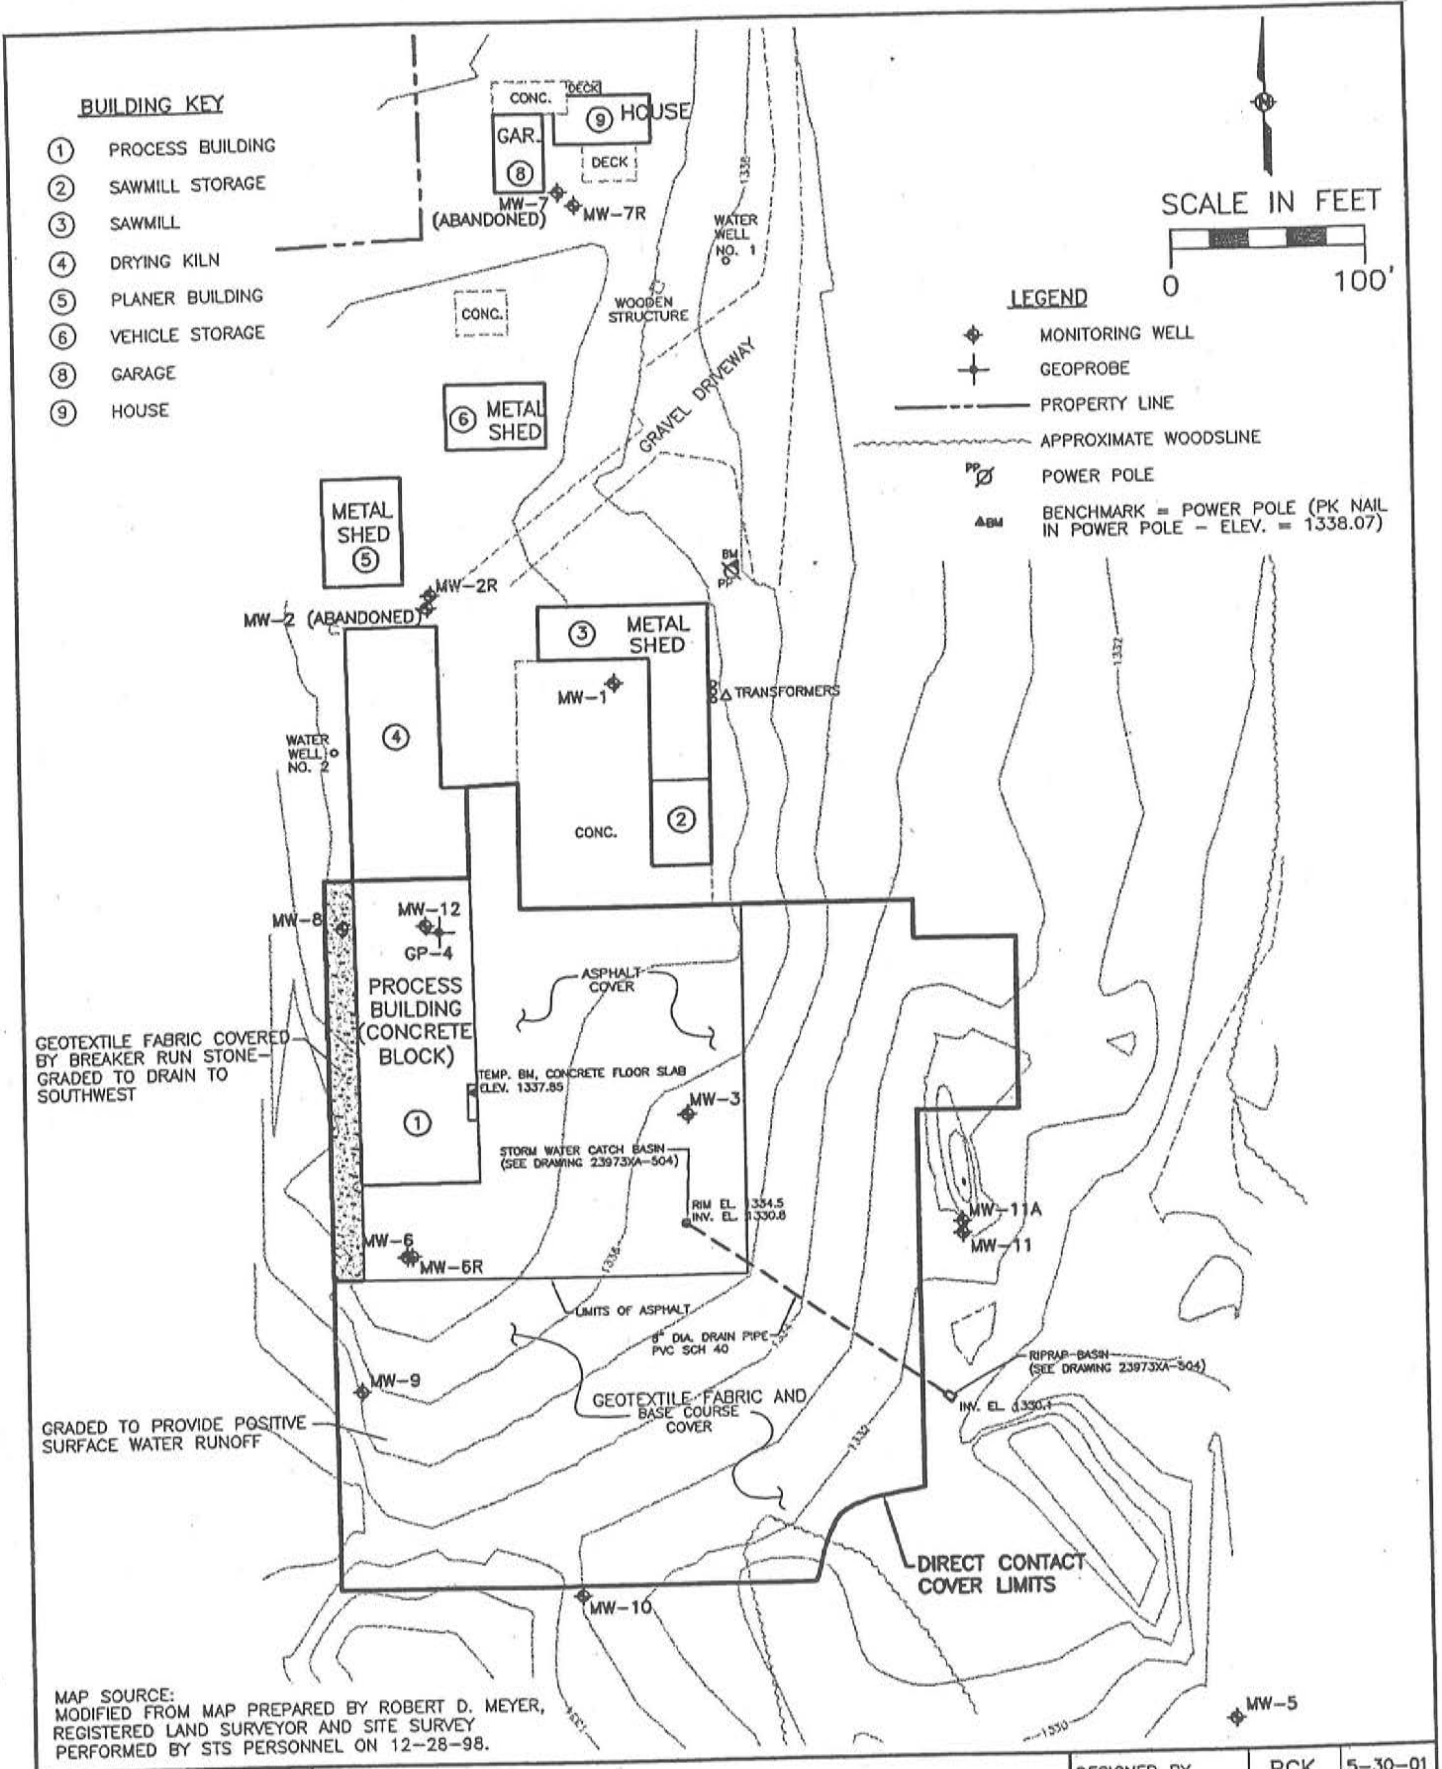 BUILDING KEY
1 PROCESS BUILDING
2 SAWMILL STORAGE
3 SAWMILL
4 DRYING KILN
5 PLANER BUILDING
6 VEHICLE STORAGE
8 GARAGE
9 HOUSE
CONC.
DECK
9 HOUSE
GAR.
8
DECK
MW-7
(ABANDONED)
MW-7R
1338
WATER
WELL
NO. 1
WOODEN
STRUCTURE
CONC.
GRAVEL DRIVEWAY
N
SCALE IN FEET
0 100'
LEGEND
MONITORING WELL
GEOPROBE
PROPERTY LINE
APPROXIMATE WOODSLINE
PP POWER POLE
BM BENCHMARK = POWER POLE (PK NAIL
IN POWER POLE - ELEV. = 1338.07)
6 METAL
SHED
METAL
SHED
5
BM
PP
MW-2R
MW-2 (ABANDONED)
3 METAL
SHED
MW-1
TRANSFORMERS
1332
4
WATER
WELL
NO. 2
CONC.
2
MW-8
MW-12
GP-4
PROCESS
BUILDING
(CONCRETE
BLOCK)
1
ASPHALT
COVER
GEOTEXTILE FABRIC COVERED
BY BREAKER RUN STONE-
GRADED TO DRAIN TO
SOUTHWEST
TEMP. BM, CONCRETE FLOOR SLAB
ELEV. 1337.85
MW-3
STORM WATER CATCH BASIN
(SEE DRAWING 23973XA-504)
RIM EL. 1334.5
INV. EL. 1330.8
MW-11A
MW-11
MW-6
MW-6R
LIMITS OF ASPHALT
8" DIA. DRAIN PIPE
PVC SCH 40
RIPRAP BASIN
(SEE DRAWING 23973XA-504)
INV. EL. 1330.1
MW-9
GEOTEXTILE FABRIC AND
BASE COURSE
COVER
GRADED TO PROVIDE POSITIVE
SURFACE WATER RUNOFF
1332
DIRECT CONTACT
COVER LIMITS
MW-10
MW-5
1330
MAP SOURCE:
MODIFIED FROM MAP PREPARED BY ROBERT D. MEYER,
REGISTERED LAND SURVEYOR AND SITE SURVEY
PERFORMED BY STS PERSONNEL ON 12-28-98.
DESIGNED BY RCK 5-30-01